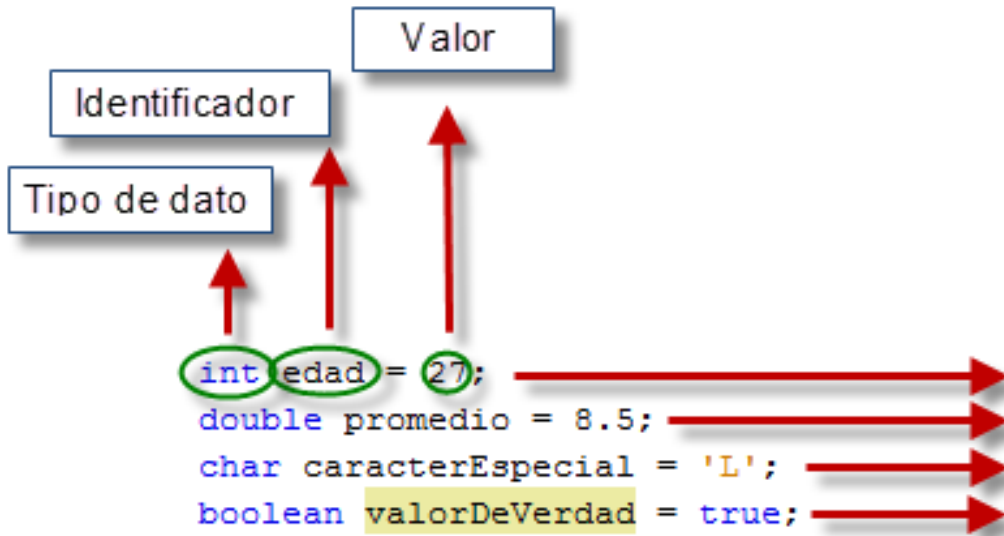 Valor
Identificador
Tipo de dato
int edad = 27;
double promedio = 8.5;
char caracterEspecial = 'L';
boolean valorDeVerdad = true;